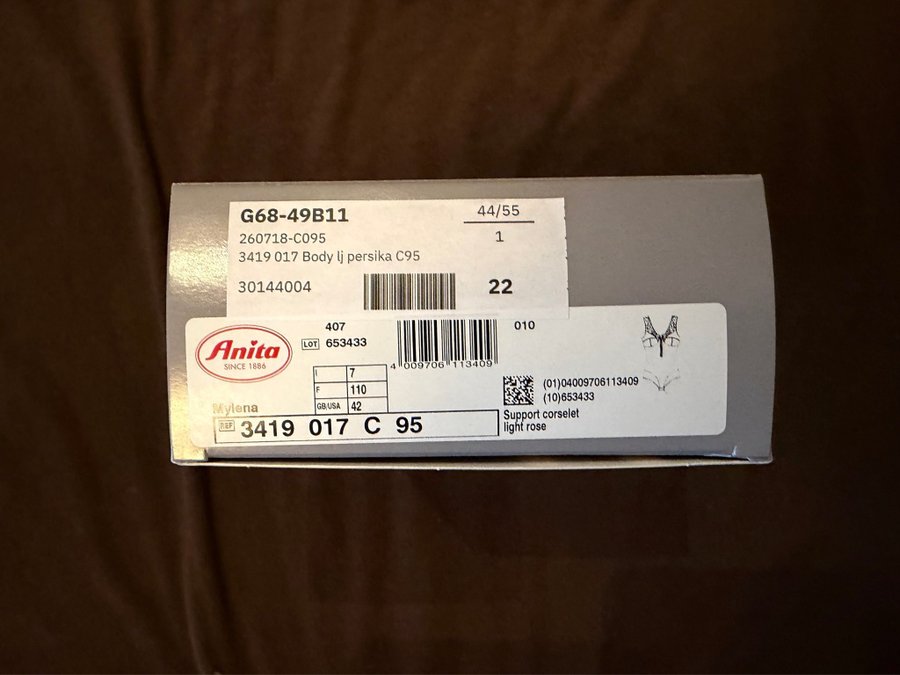 G68-49B11
44/55
260718-C095
1
3419 017 Body lj persika C95
30144004
22
Anita
SINCE 1886
407
LOT 653433
4 009706 113409
010
I 7
F 110
GB/USA 42
(01)04009706113409
(10)653433
Mylena
REF 3419 017 C 95
Support corselet
light rose